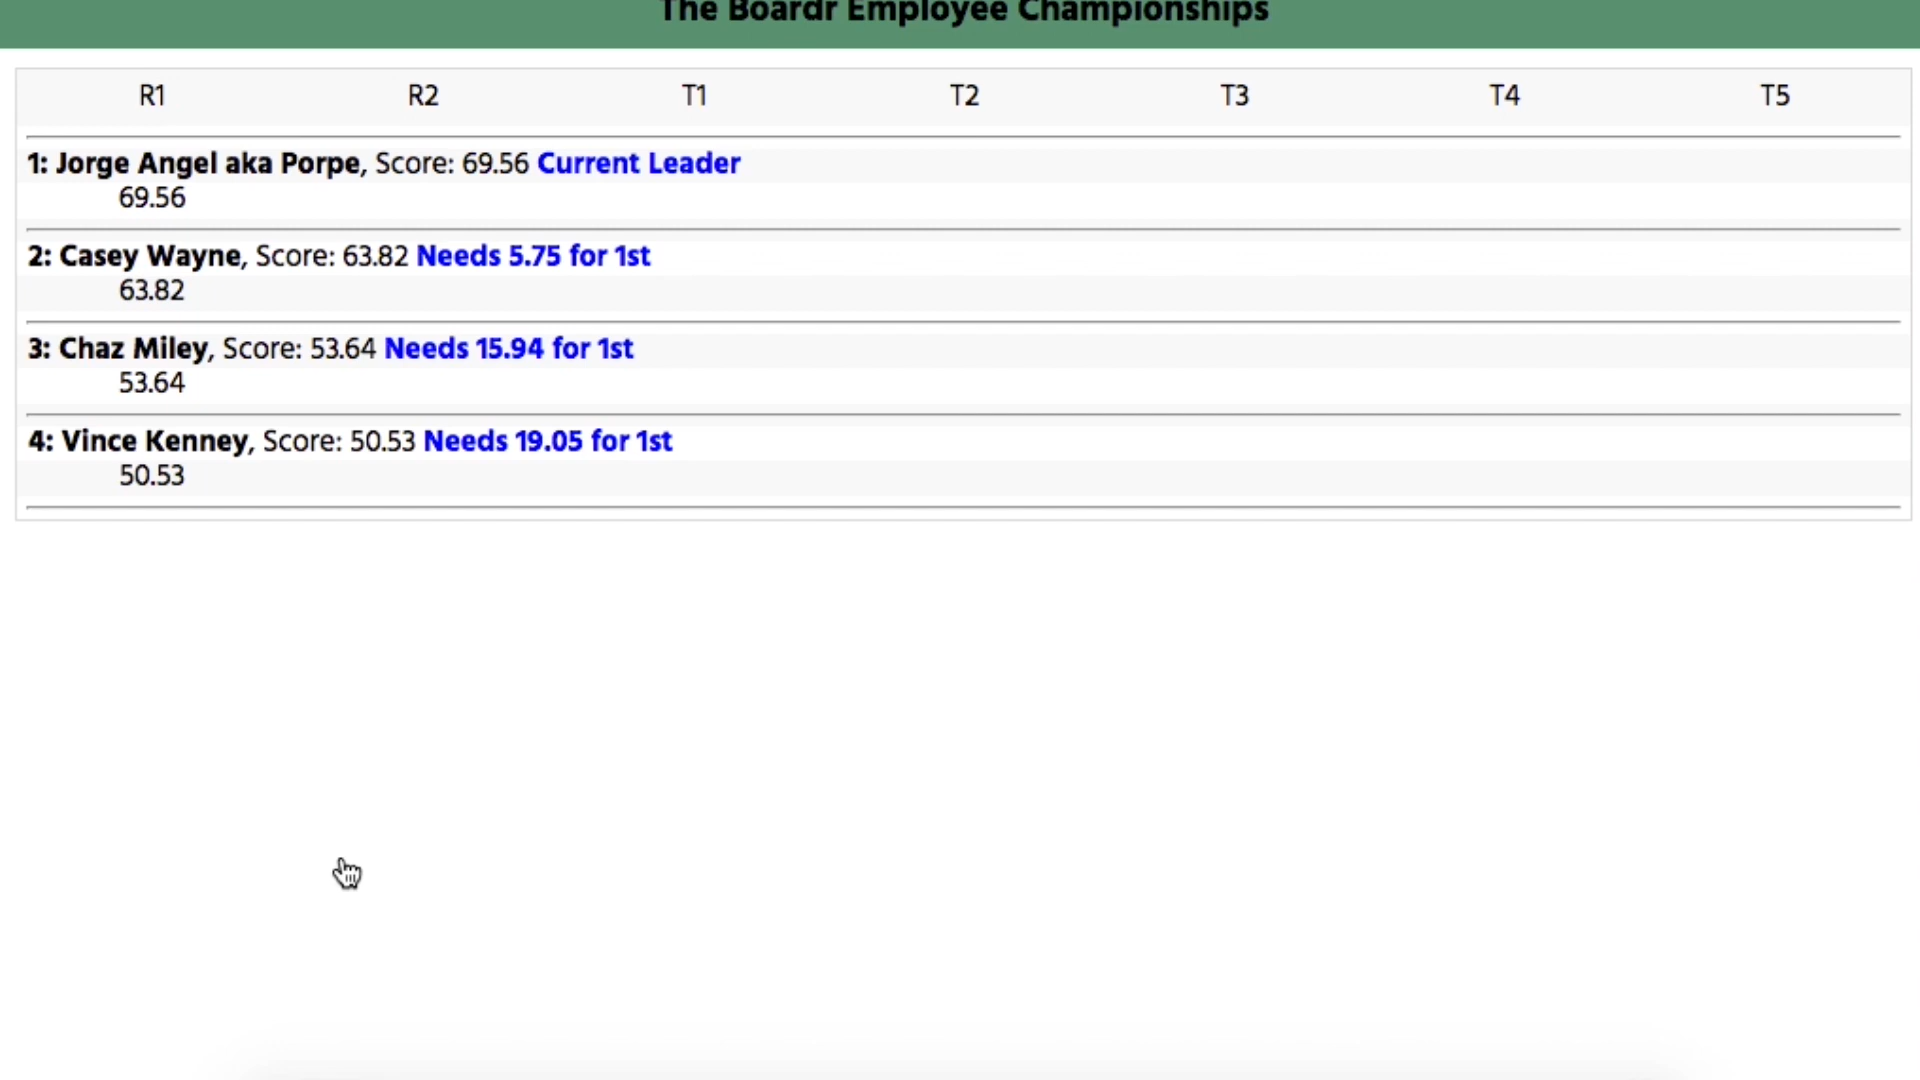 The Boardr Employee Championships
R1 R2 T1 T2 T3 T4 T5
1: Jorge Angel aka Porpe, Score: 69.56 Current Leader
69.56
2: Casey Wayne, Score: 63.82 Needs 5.75 for 1st
63.82
3: Chaz Miley, Score: 53.64 Needs 15.94 for 1st
53.64
4: Vince Kenney, Score: 50.53 Needs 19.05 for 1st
50.53